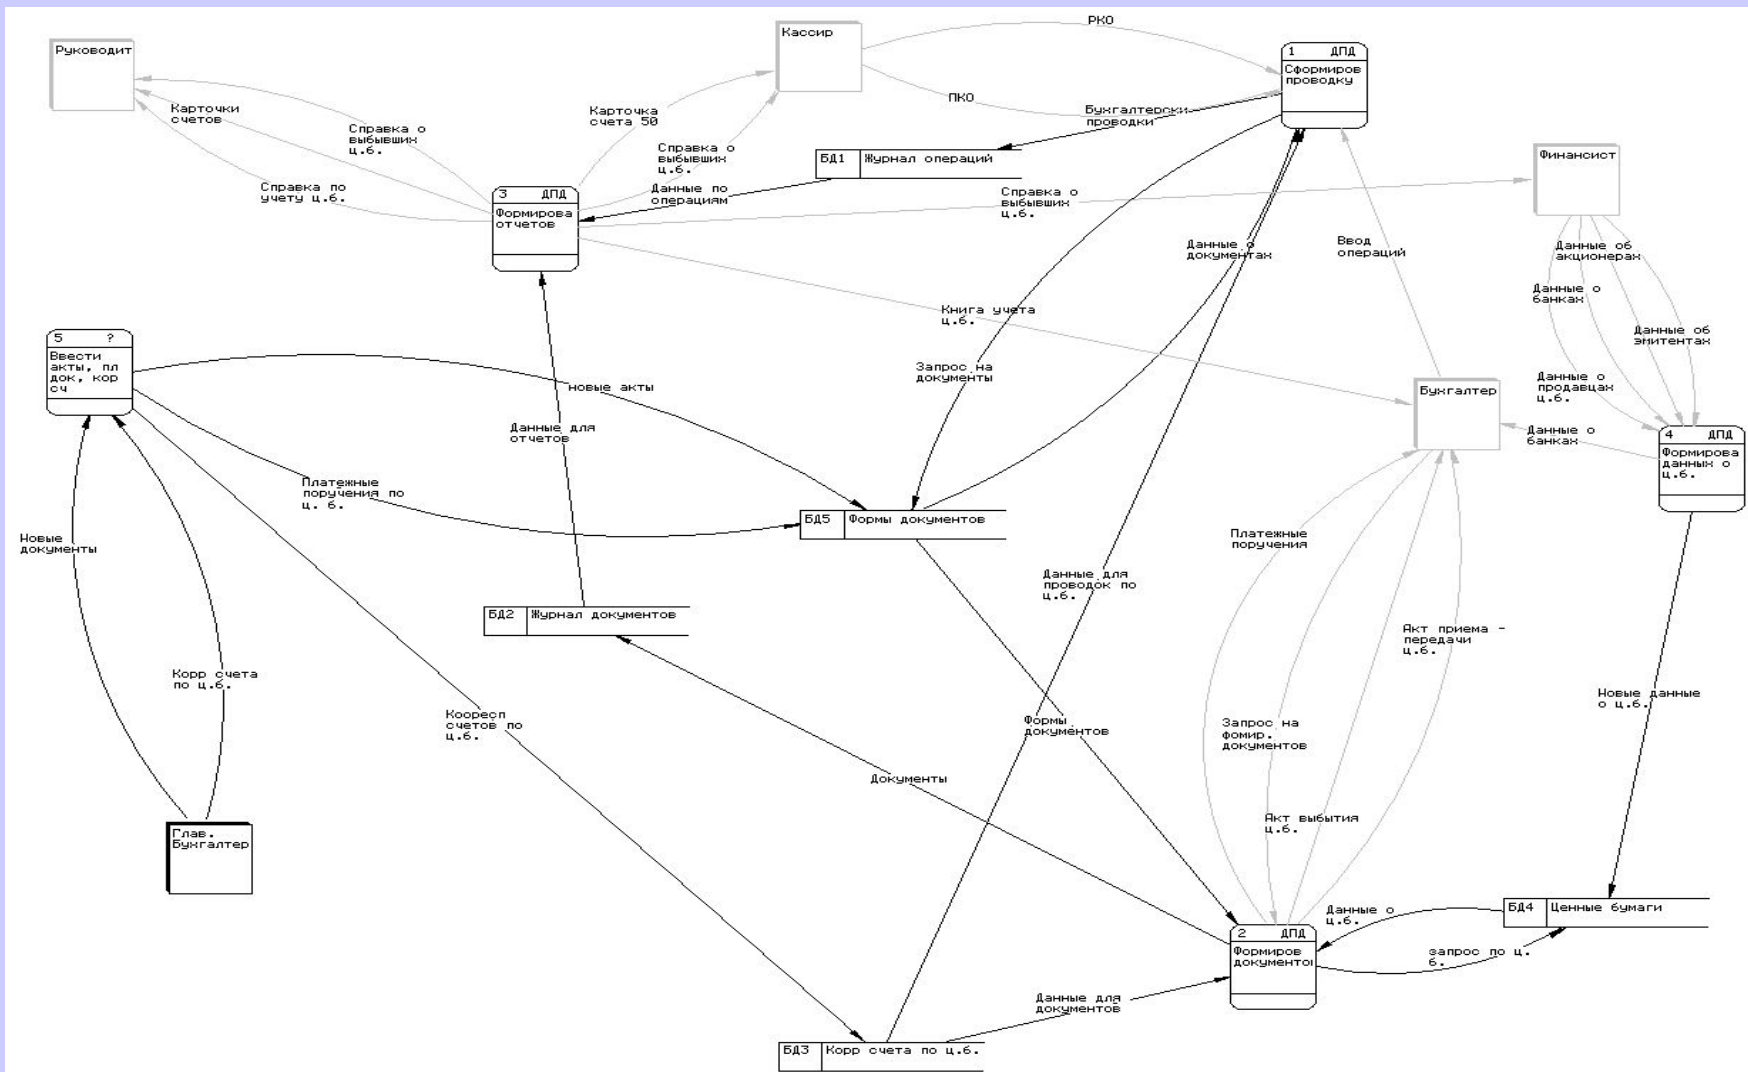 РКО
Кассир
Руководит
1 ДПД
Сформиров
проводку
ПКО
Карточки
счетов
Карточка
счета 50
Бухгалтерски
проводки
Справка о
выбывших
ц.б.
Справка о
выбывших
ц.б.
БД1 Журнал операций
Финансист
Справка по
учету ц.б.
3 ДПД
Формирова
отчетов
Данные по
операциям
Справка о
выбывших
ц.б.
Данные о
документах
Ввод
операций
Данные об
акционерах
Данные о
банках
Книга учета
ц.б.
Данные об
эмитентах
5 ?
Ввести
акты, пл
док, кор
сч
новые акты
Запрос на
документы
Данные о
продавцах
ц.б.
Бухгалтер
Данные для
отчетов
Данные о
банках
4 ДПД
Формирова
данных о
ц.б.
Платежные
поручения по
ц. б.
БД5 Формы документов
Новые
документы
Платежные
поручения
Данные для
проводок по
ц.б.
БД2 Журнал документов
Акт приема -
передачи
ц.б.
Корр счета
по ц.б.
Новые данные
о ц.б.
Кооресп
счетов по
ц.б.
Формы
документов
Запрос на
фомир.
документов
Документы
Глав.
Бухгалтер
Акт выбытия
ц.б.
Данные о
ц.б.
БД4 Ценные бумаги
2 ДПД
Формиров
документо
запрос по ц.
б.
Данные для
документов
БД3 Корр счета по ц.б.